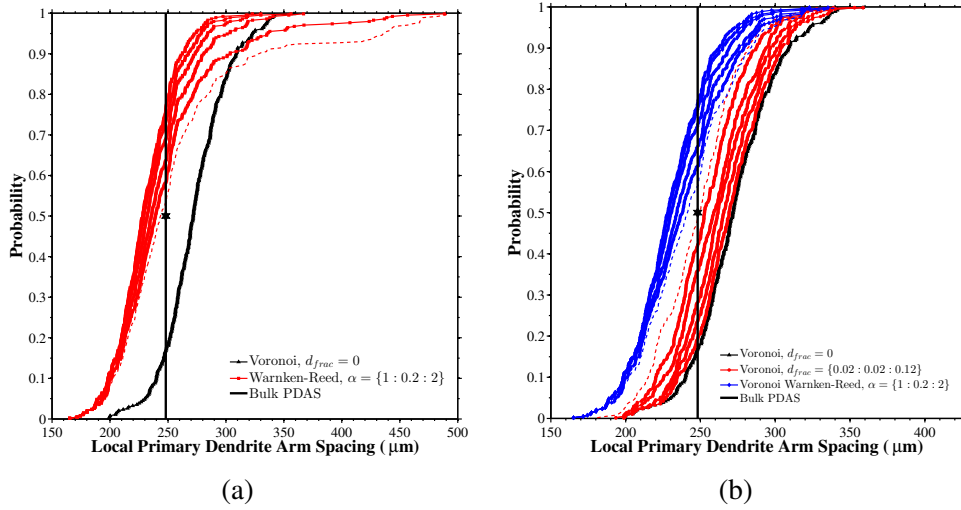 1
0.9
0.8
0.7
0.6
0.5
0.4
0.3
0.2
0.1
0
Probability
Voronoi, d_frac = 0
Warnken-Reed, α = {1 : 0.2 : 2}
Bulk PDAS
150 200 250 300 350 400 450 500
Local Primary Dendrite Arm Spacing (μm)
(a)
1
0.9
0.8
0.7
0.6
0.5
0.4
0.3
0.2
0.1
0
Probability
Voronoi, d_frac = 0
Voronoi, d_frac = {0.02 : 0.02 : 0.12}
Voronoi Warnken-Reed, α = {1 : 0.2 : 2}
Bulk PDAS
150 200 250 300 350 400
Local Primary Dendrite Arm Spacing (μm)
(b)